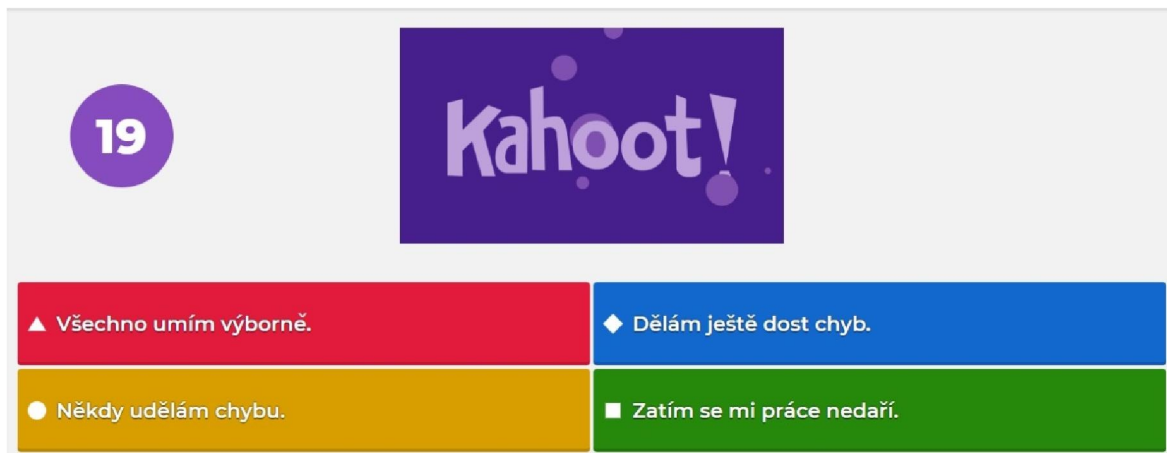 19
Kahoot!
Všechno umím výborně.
Dělám ještě dost chyb.
Někdy udělám chybu.
Zatím se mi práce nedaří.